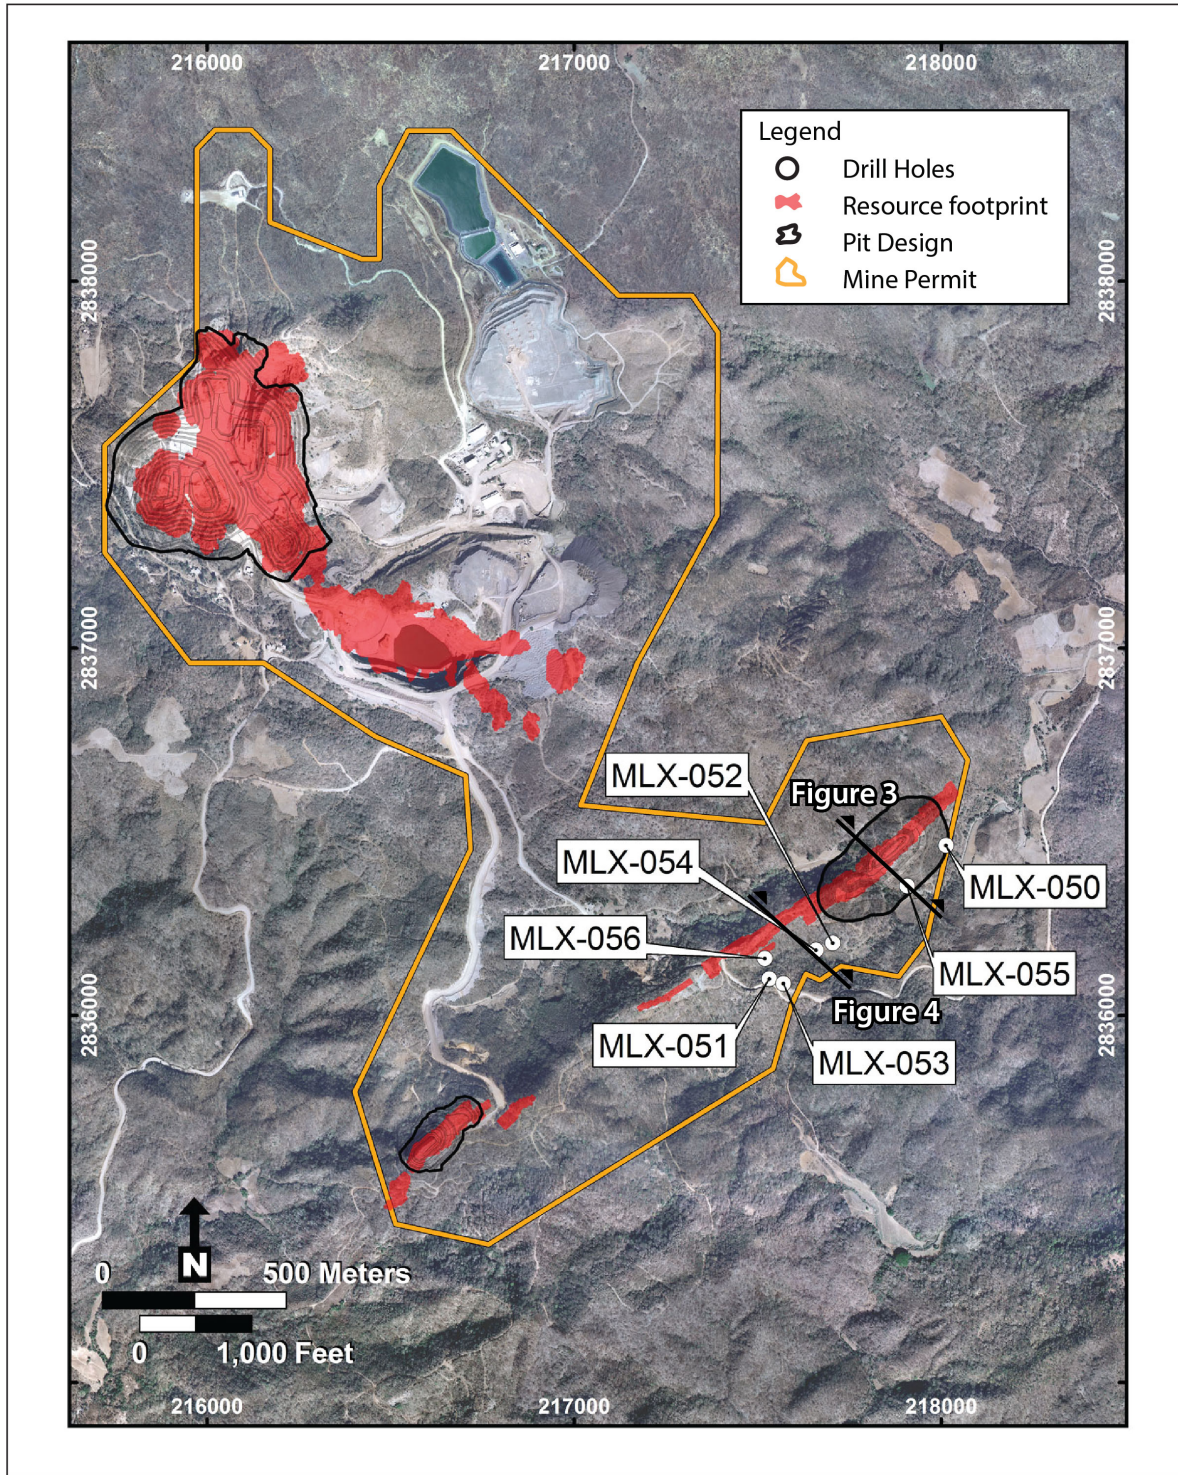 216000
217000
218000
Legend
Drill Holes
Resource footprint
Pit Design
Mine Permit
2838000
2838000
2837000
2837000
MLX-052
Figure 3
MLX-054
MLX-050
MLX-056
MLX-055
2836000
2836000
Figure 4
MLX-051
MLX-053
N
0
500 Meters
0
1,000 Feet
216000
217000
218000